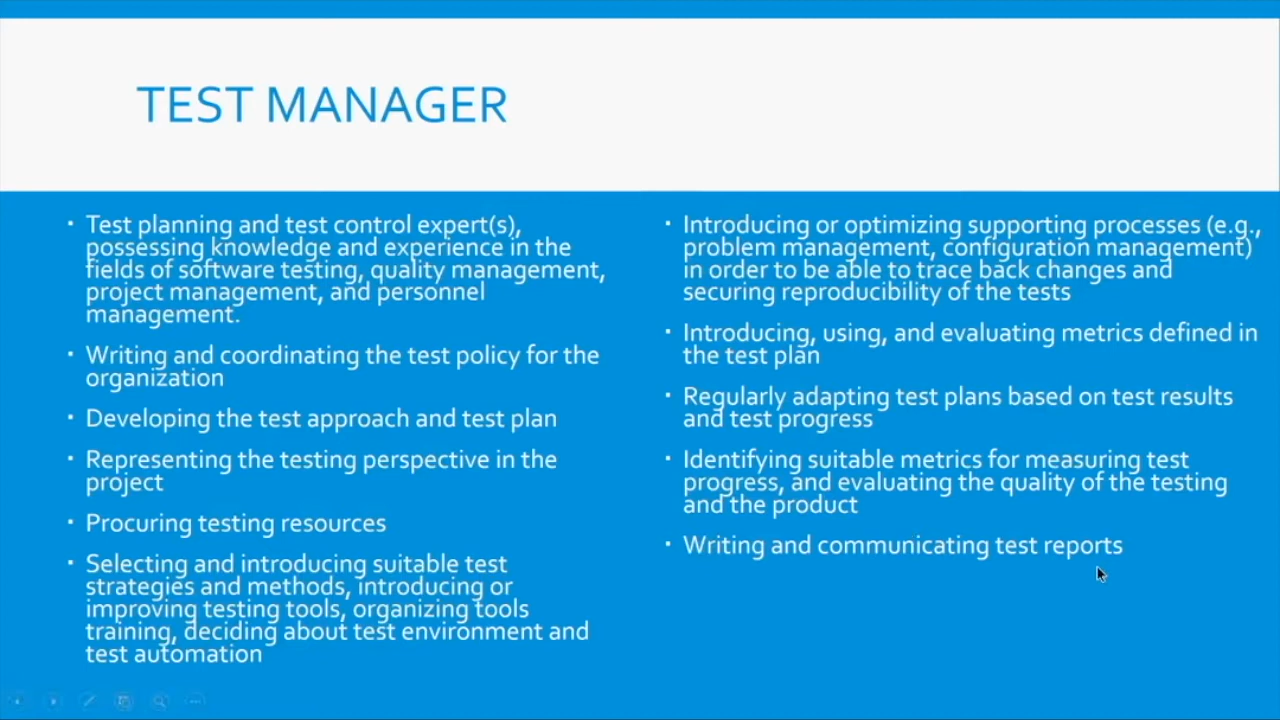 TEST MANAGER
· Test planning and test control expert(s),
possessing knowledge and experience in the
fields of software testing, quality management,
project management, and personnel
management.
· Writing and coordinating the test policy for the
organization
· Developing the test approach and test plan
· Representing the testing perspective in the
project
· Procuring testing resources
· Selecting and introducing suitable test
strategies and methods, introducing or
improving testing tools, organizing tools
training, deciding about test environment and
test automation
· Introducing or optimizing supporting processes (e.g.,
problem management, configuration management)
in order to be able to trace back changes and
securing reproducibility of the tests
· Introducing, using, and evaluating metrics defined in
the test plan
· Regularly adapting test plans based on test results
and test progress
· Identifying suitable metrics for measuring test
progress, and evaluating the quality of the testing
and the product
· Writing and communicating test reports